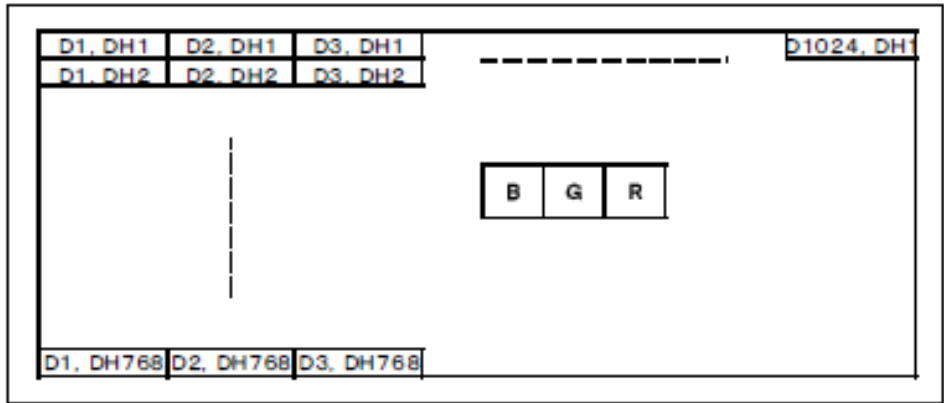 D1, DH1 D2, DH1 D3, DH1 D1024, DH1
D1, DH2 D2, DH2 D3, DH2
B G R
D1, DH768 D2, DH768 D3, DH768